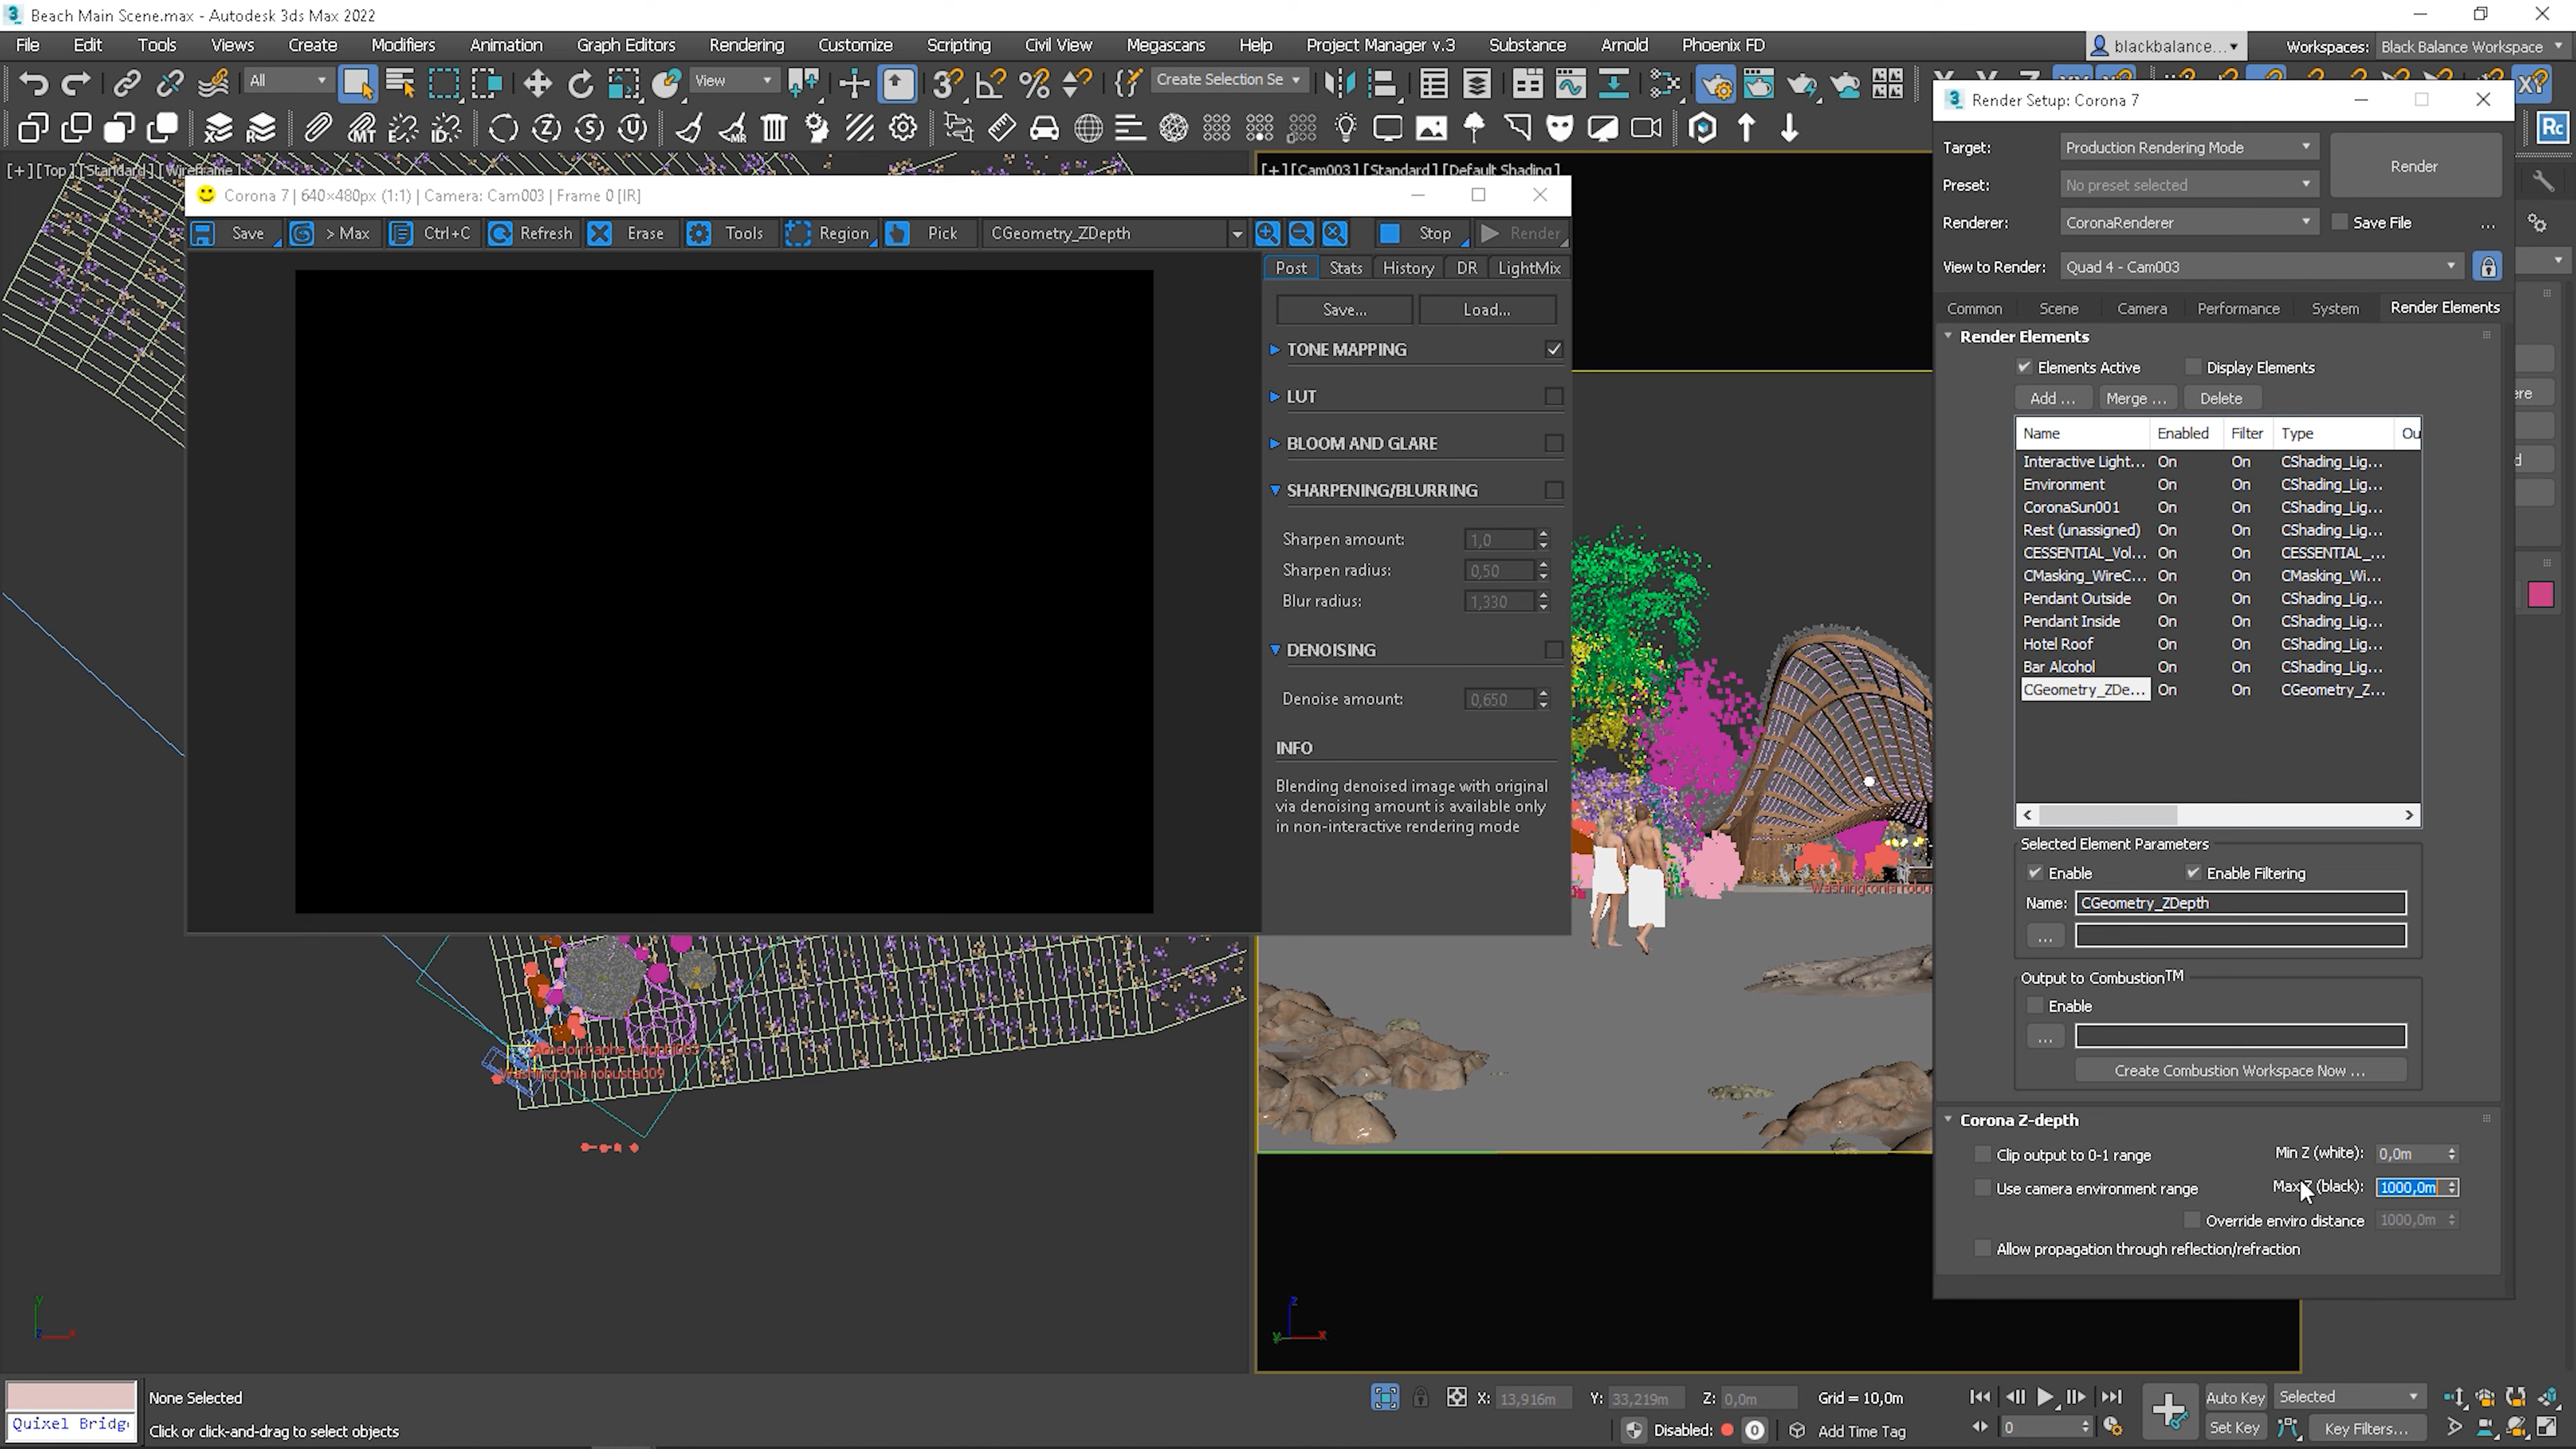 Beach Main Scene.max - Autodesk 3ds Max 2022
File Edit Tools Views Create Modifiers Animation Graph Editors Rendering Customize Scripting Civil View Megascans Help Project Manager v.3 Substance Arnold Phoenix FD
blackbalance... Workspaces: Black Balance Workspace
All View Create Selection Se
[+] [Top] [Standard] [Wireframe]
[+] [Cam003] [Standard] [Default Shading]
Corona 7 | 640×480px (1:1) | Camera: Cam003 | Frame 0 [IR]
Save > Max Ctrl+C Refresh Erase Tools Region Pick CGeometry_ZDepth Stop Render
Post Stats History DR LightMix
Save... Load...
TONE MAPPING
LUT
BLOOM AND GLARE
SHARPENING/BLURRING
Sharpen amount: 1,0
Sharpen radius: 0,50
Blur radius: 1,330
DENOISING
Denoise amount: 0,650
INFO
Blending denoised image with original
via denoising amount is available only
in non-interactive rendering mode
Render Setup: Corona 7
Target: Production Rendering Mode
Render
Preset: No preset selected
Renderer: CoronaRenderer Save File ...
View to Render: Quad 4 - Cam003
Common Scene Camera Performance System Render Elements
Render Elements
Elements Active Display Elements
Add ... Merge ... Delete
Name Enabled Filter Type Ou
Interactive Light... On On CShading_Lig...
Environment On On CShading_Lig...
CoronaSun001 On On CShading_Lig...
Rest (unassigned) On On CShading_Lig...
CESSENTIAL_Vol... On On CESSENTIAL_...
CMasking_WireC... On On CMasking_Wi...
Pendant Outside On On CShading_Lig...
Pendant Inside On On CShading_Lig...
Hotel Roof On On CShading_Lig...
Bar Alcohol On On CShading_Lig...
CGeometry_ZDe... On On CGeometry_Z...
Selected Element Parameters
Enable Enable Filtering
Name: CGeometry_ZDepth
...
Output to Combustion™
Enable
...
Create Combustion Workspace Now ...
Corona Z-depth
Clip output to 0-1 range Min Z (white): 0,0m
Use camera environment range Max Z (black): 1000,0m
Override enviro distance 1000,0m
Allow propagation through reflection/refraction
Washingtonia robusta009
None Selected
Quixel Bridg
Click or click-and-drag to select objects
X: 13,916m Y: 33,219m Z: 0,0m Grid = 10,0m
Disabled: 0 Add Time Tag
0
Auto Key Selected
Set Key Key Filters...
Rc